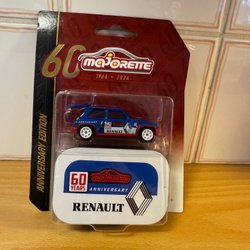 60
MAJORETTE
1964 - 2024
ANNIVERSARY EDITION
RENAULT
60
YEARS
MAJORETTE
ANNIVERSARY
RENAULT